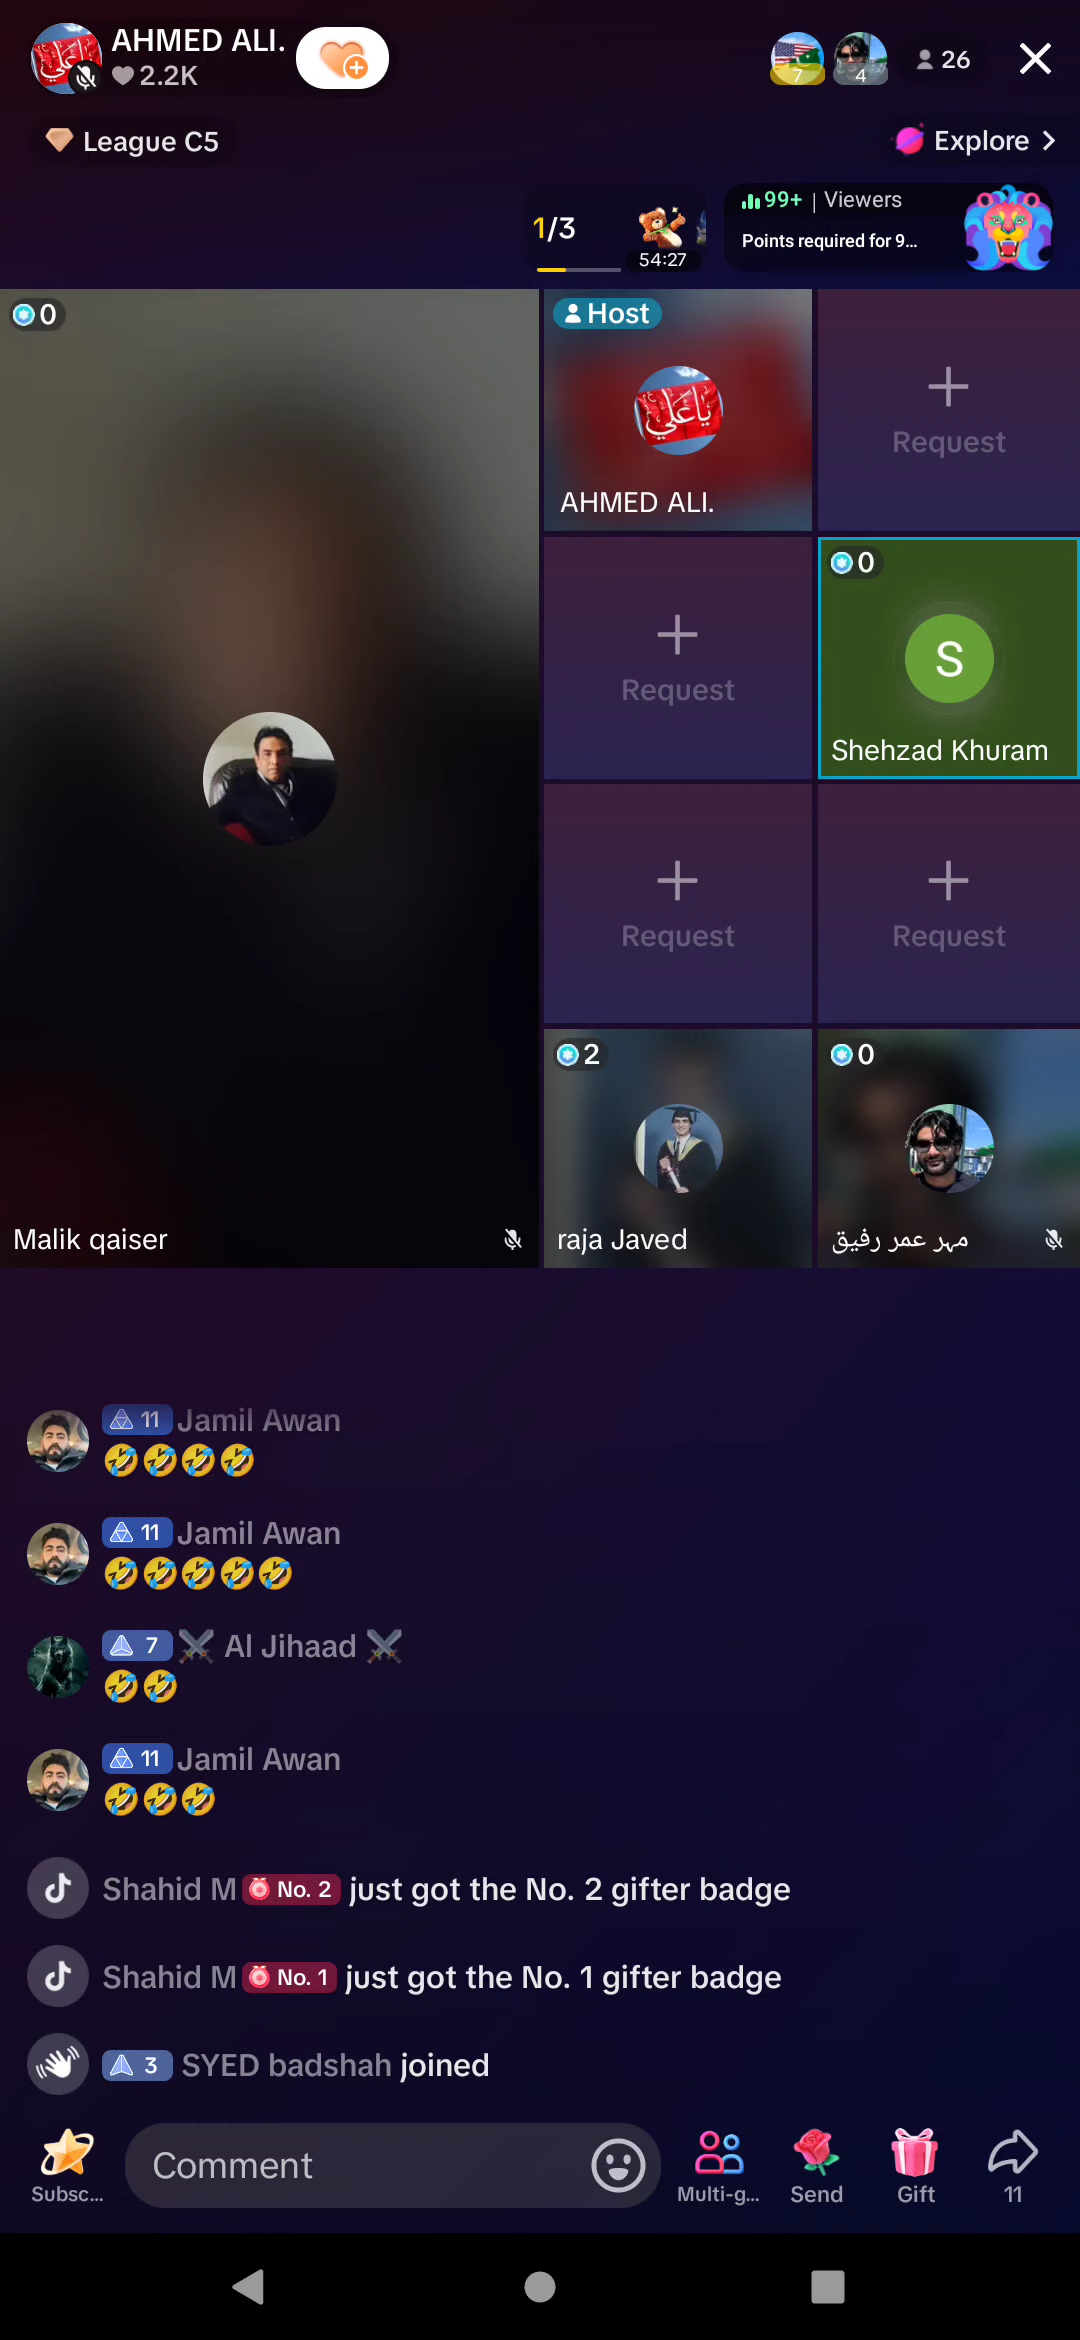 AHMED ALI.
2.2K
7
4
26
League C5
Explore
1/3
54:27
99+ | Viewers
Points required for 9...
0
Host
ياعلي
AHMED ALI.
Request
Request
0
S
Shehzad Khuram
Request
Request
Malik qaiser
2
raja Javed
0
مہر عمر رفیق
11 Jamil Awan
🤣🤣🤣🤣
11 Jamil Awan
🤣🤣🤣🤣🤣
7 ⚔️ Al Jihaad ⚔️
🤣🤣
11 Jamil Awan
🤣🤣🤣
Shahid M No. 2 just got the No. 2 gifter badge
Shahid M No. 1 just got the No. 1 gifter badge
3 SYED badshah joined
Comment
Subsc...
Multi-g...
Send
Gift
11